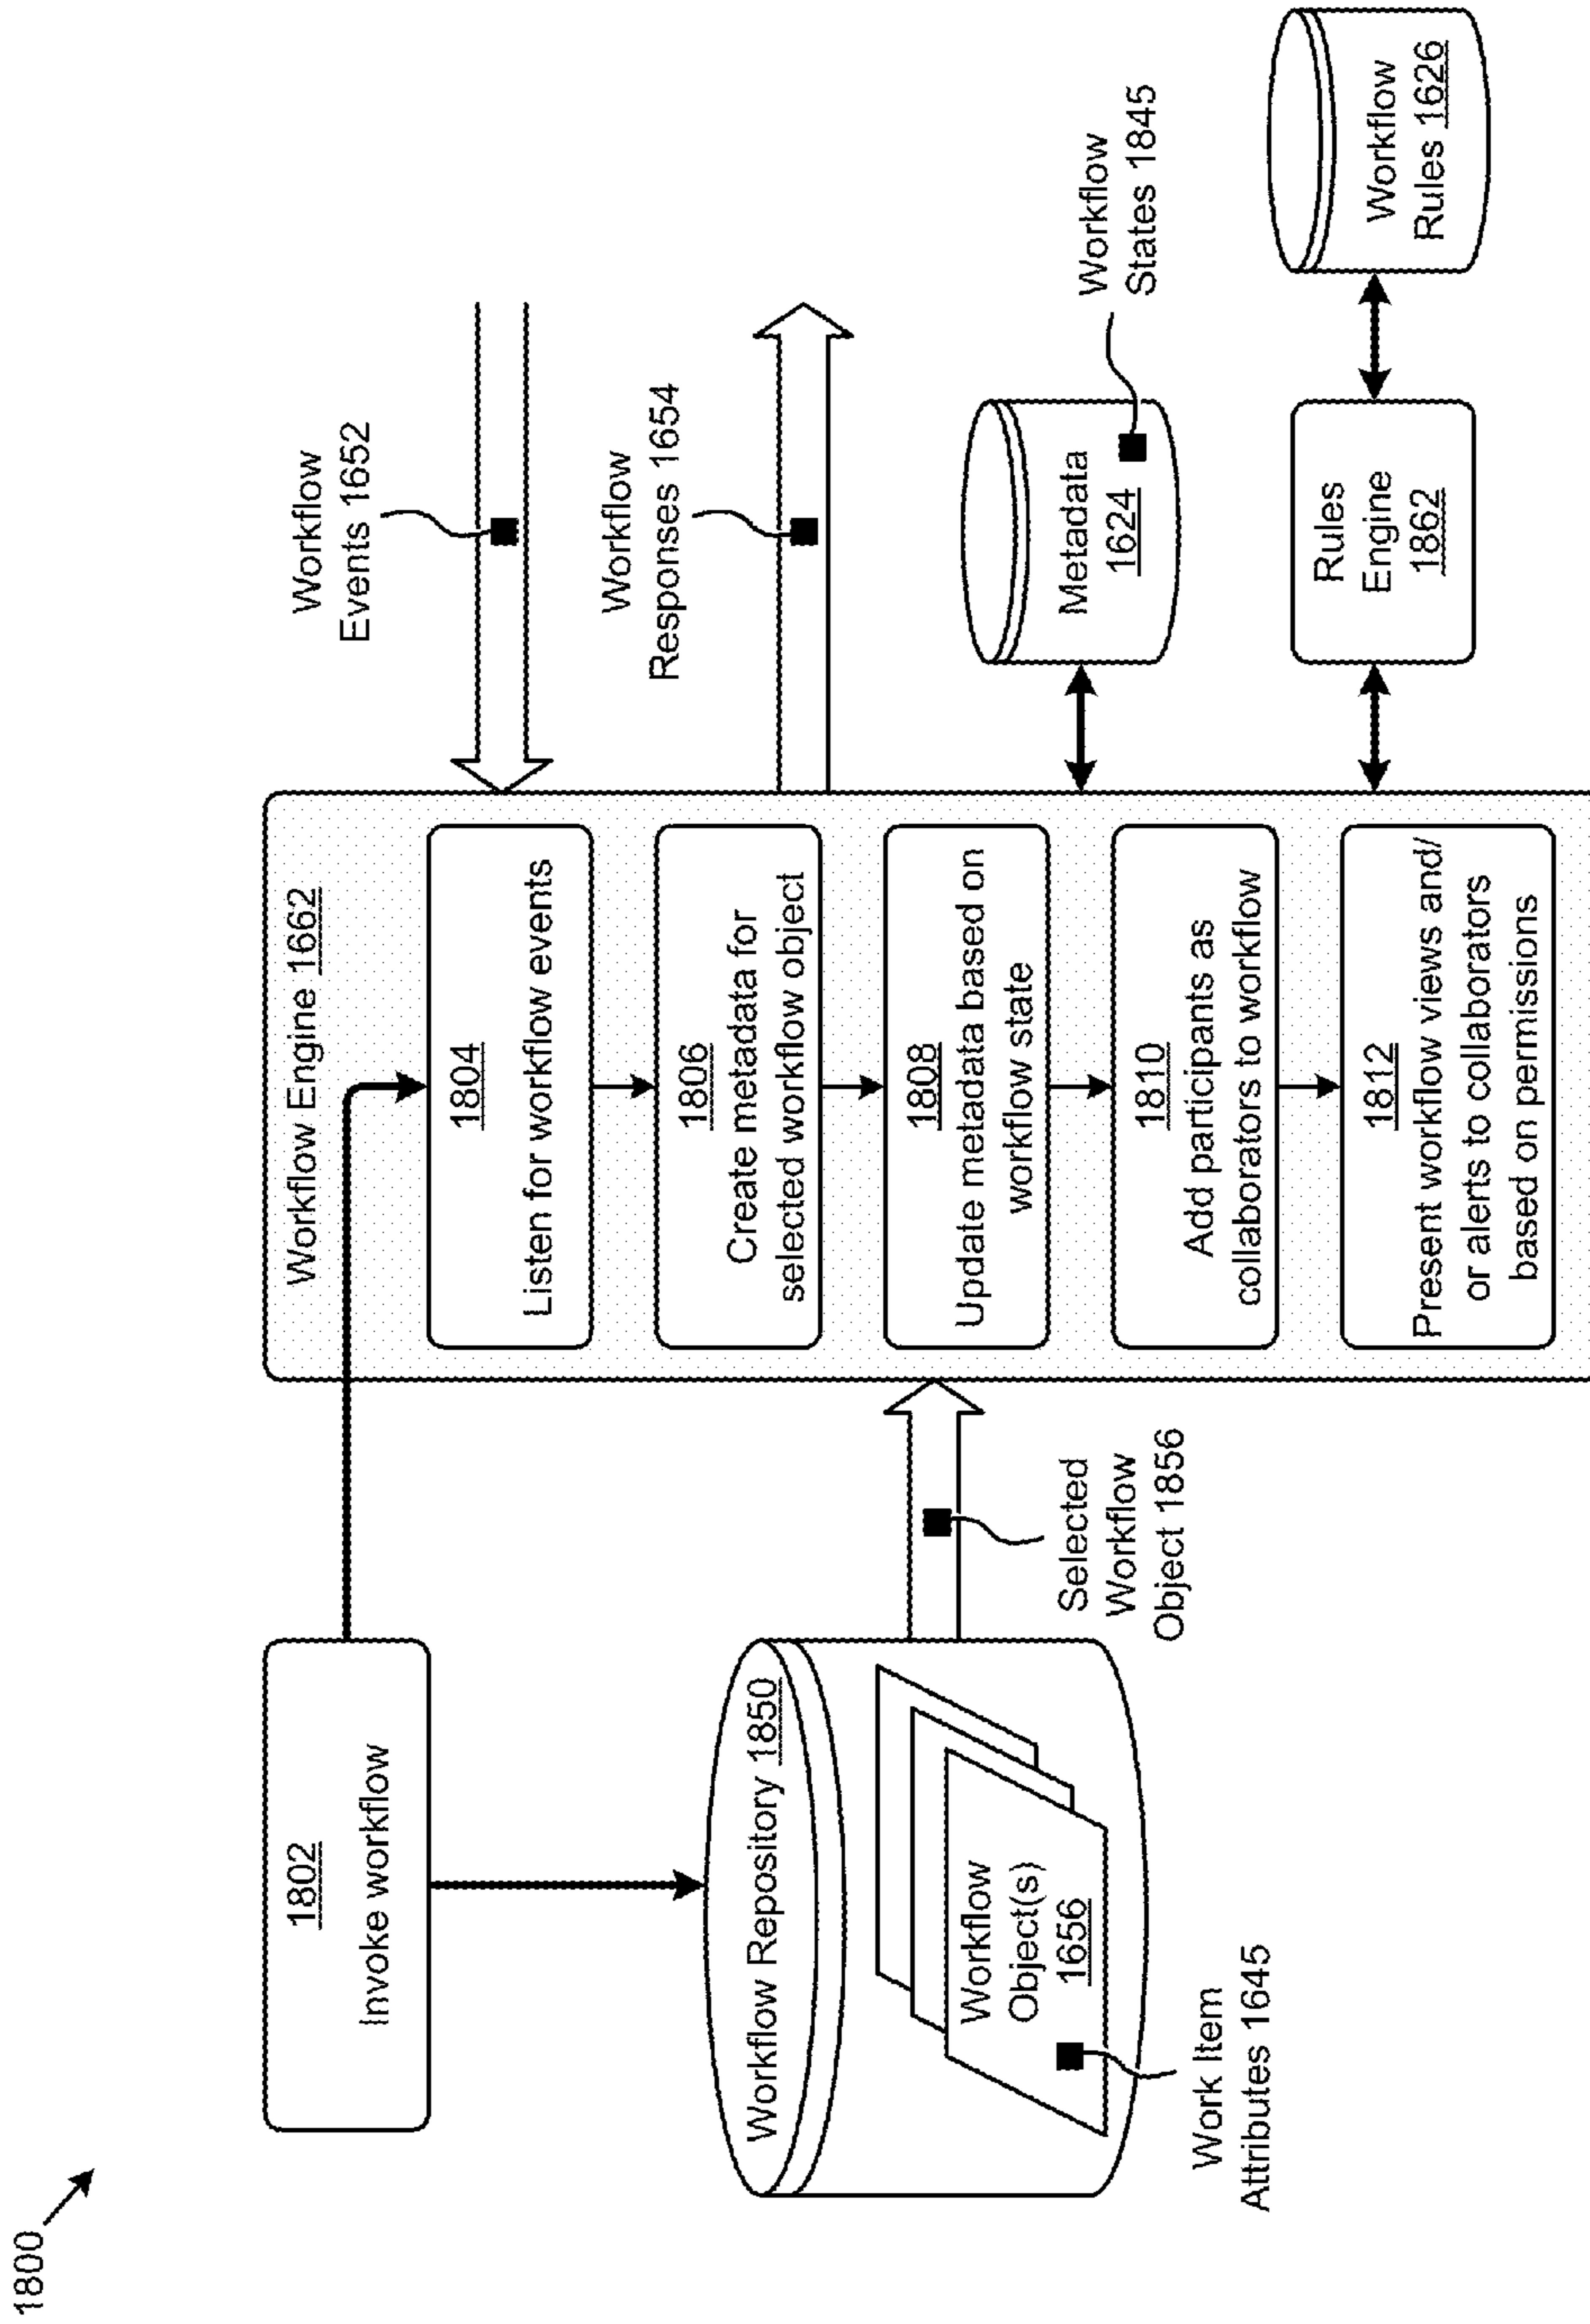 1800
1802
Invoke workflow
Workflow Repository 1850
Workflow
Object(s)
1656
Work Item
Attributes 1645
Selected
Workflow
Object 1856
Workflow Engine 1662
1804
Listen for workflow events
1806
Create metadata for
selected workflow object
1808
Update metadata based on
workflow state
1810
Add participants as
collaborators to workflow
1812
Present workflow views and/
or alerts to collaborators
based on permissions
Workflow
Events 1652
Workflow
Responses 1654
Metadata
1624
Workflow
States 1845
Rules
Engine
1862
Workflow
Rules 1626